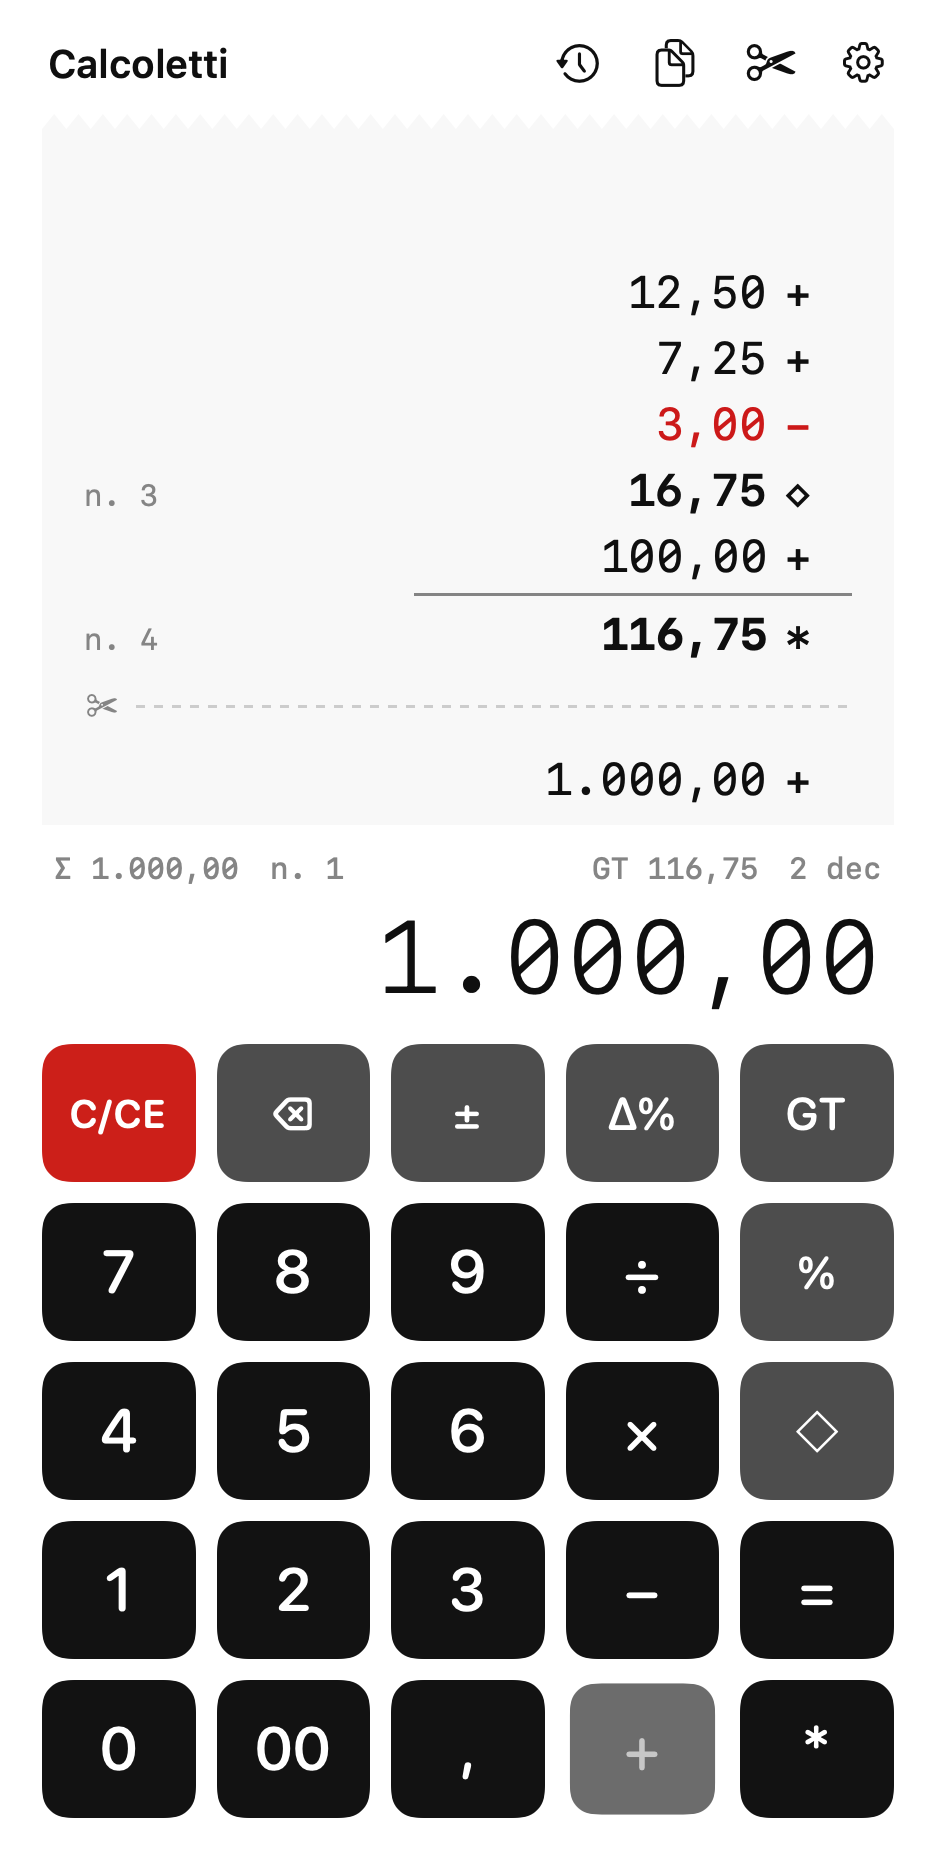 Calcoletti
12,50 +
7,25 +
3,00 −
n. 3 16,75 ◇
100,00 +
n. 4 116,75 *
1.000,00 +
Σ 1.000,00 n. 1 GT 116,75 2 dec
1.000,00
C/CE ⌫ ± Δ% GT
7 8 9 ÷ %
4 5 6 × ◇
1 2 3 − =
0 00 , + *